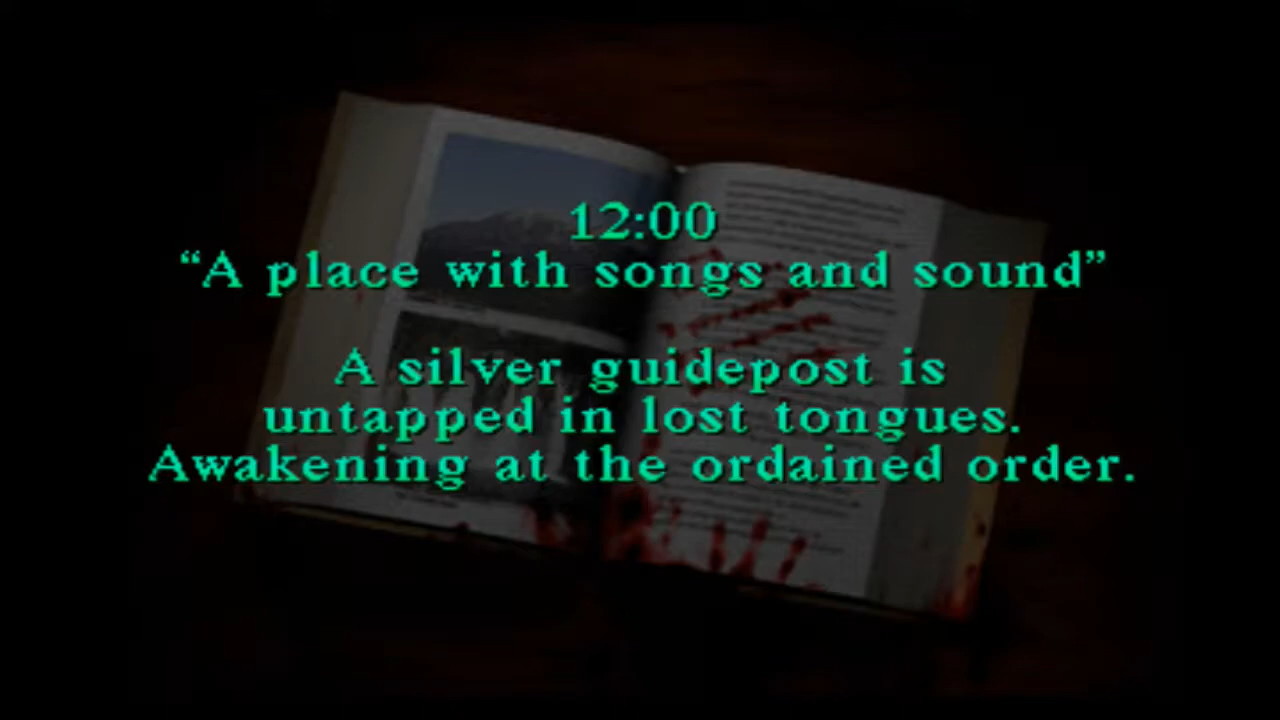 12:00
“A place with songs and sound”
A silver guidepost is
untapped in lost tongues.
Awakening at the ordained order.